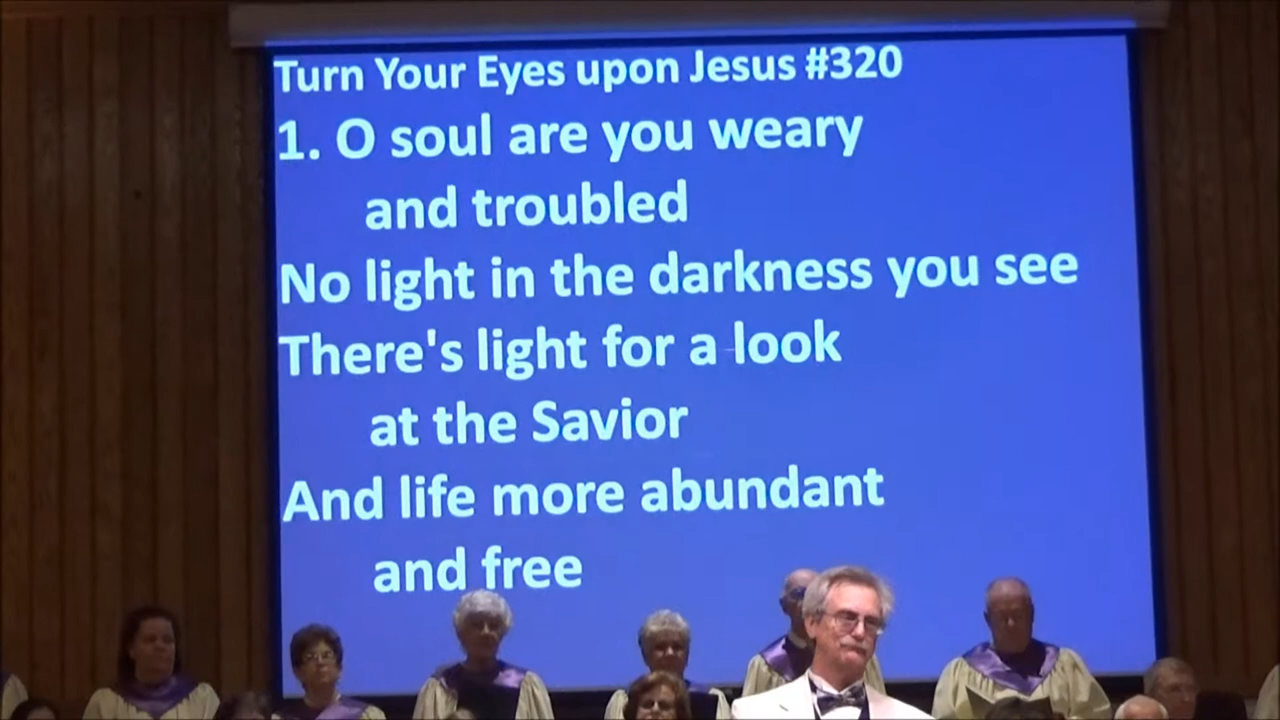 Turn Your Eyes upon Jesus #320
1. O soul are you weary
and troubled
No light in the darkness you see
There's light for a look
at the Savior
And life more abundant
and free